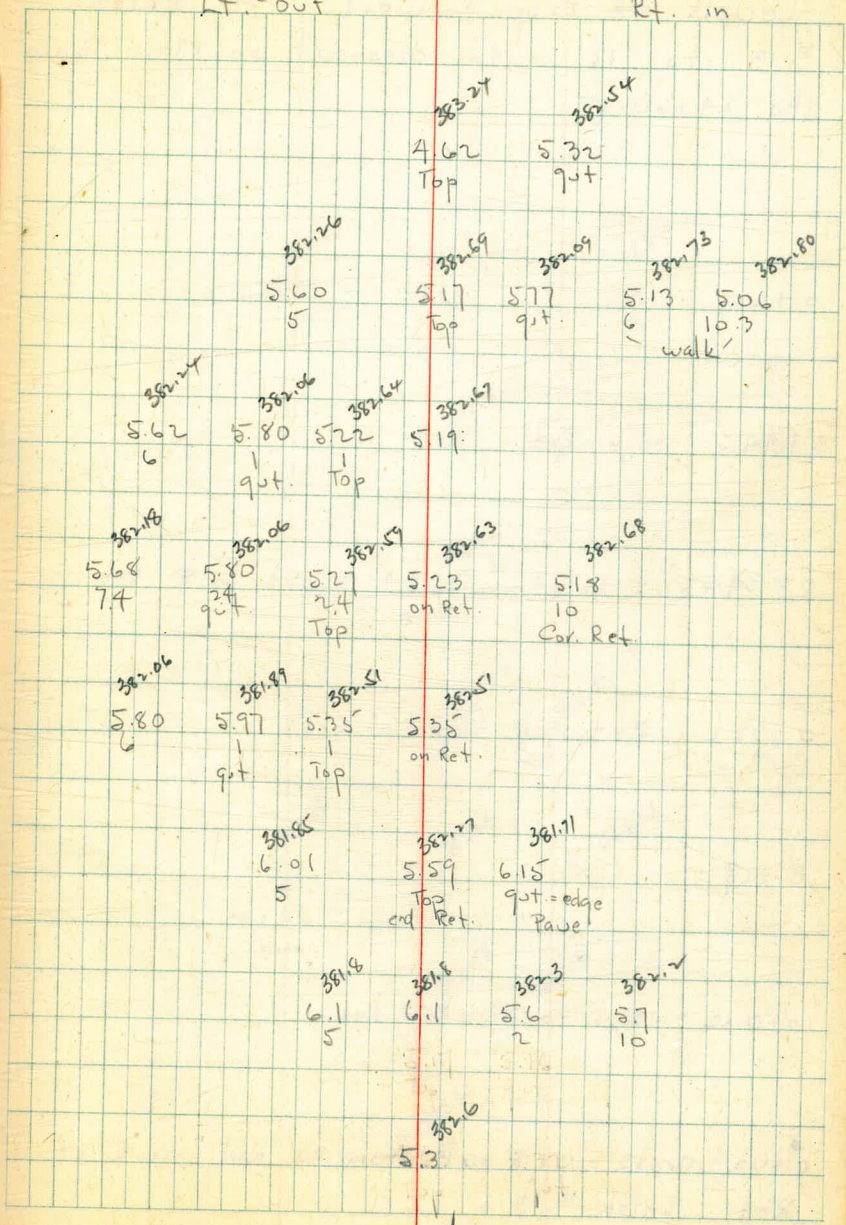 Lt. - out Rt. in
383.24 382.54
4.62 5.32
Top gut.
382.26 382.69 382.09 382.73 382.80
5.60 5.17 5.77 5.13 5.06
5 Top gut. 6 10.3
walk
382.24 382.06 382.64 382.67
5.62 5.80 5.22 5.19
6 1 1
gut. Top
382.18 382.06 382.59 382.63 382.68
5.68 5.80 5.27 5.23 5.18
7.4 2.4 2.4 on Ret. 10
gut. Top Cor. Ret.
382.06 381.89 382.51 382.51
5.80 5.97 5.35 5.35
6 1 1 on Ret.
gut. Top
381.85 382.27 381.71
6.01 5.59 6.15
5 Top gut. = edge
end Ret. Pave
381.8 381.8 382.3 382.2
6.1 6.1 5.6 5.7
5 2 10
382.6
5.3